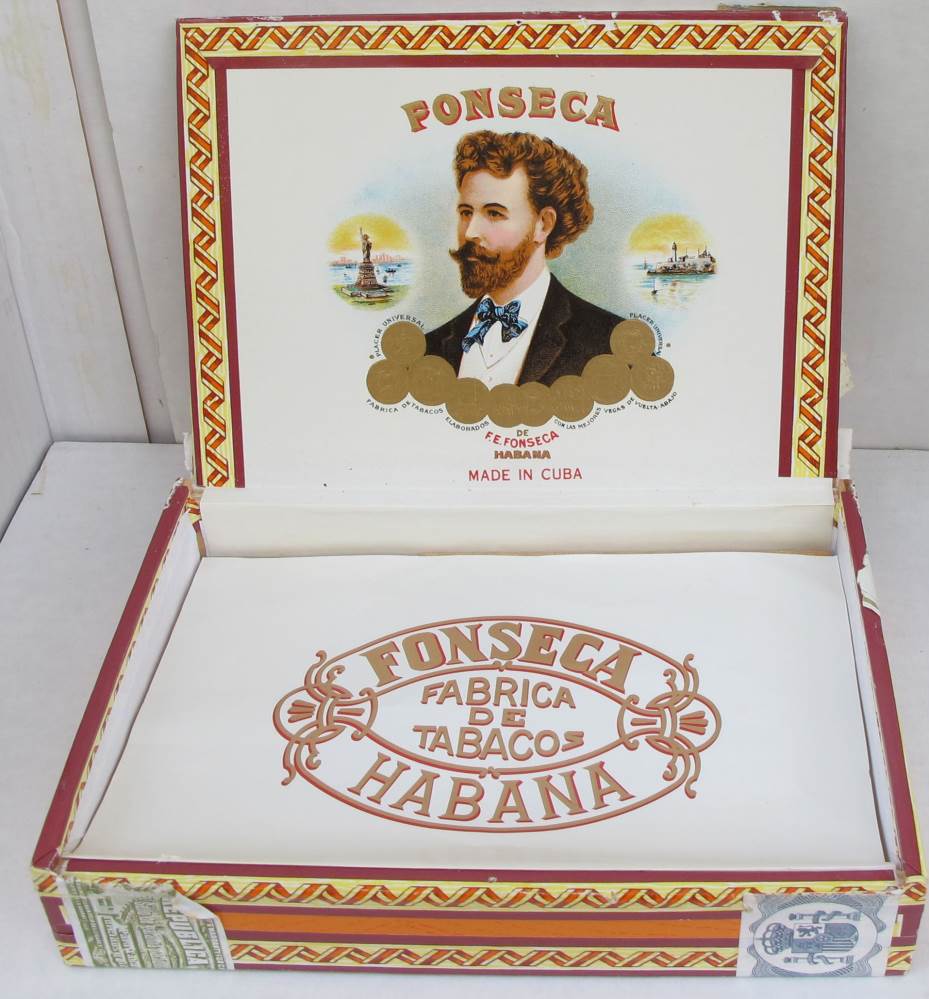 FONSECA
PLACER UNIVERSAL
PLACER UNIVERSAL
FABRICA DE TABACOS ELABORADOS CON LAS MEJORES VEGAS DE VUELTA ABAJO
DE
F.E. FONSECA
HABANA
MADE IN CUBA
FONSECA
FABRICA
DE
TABACOS
HABANA